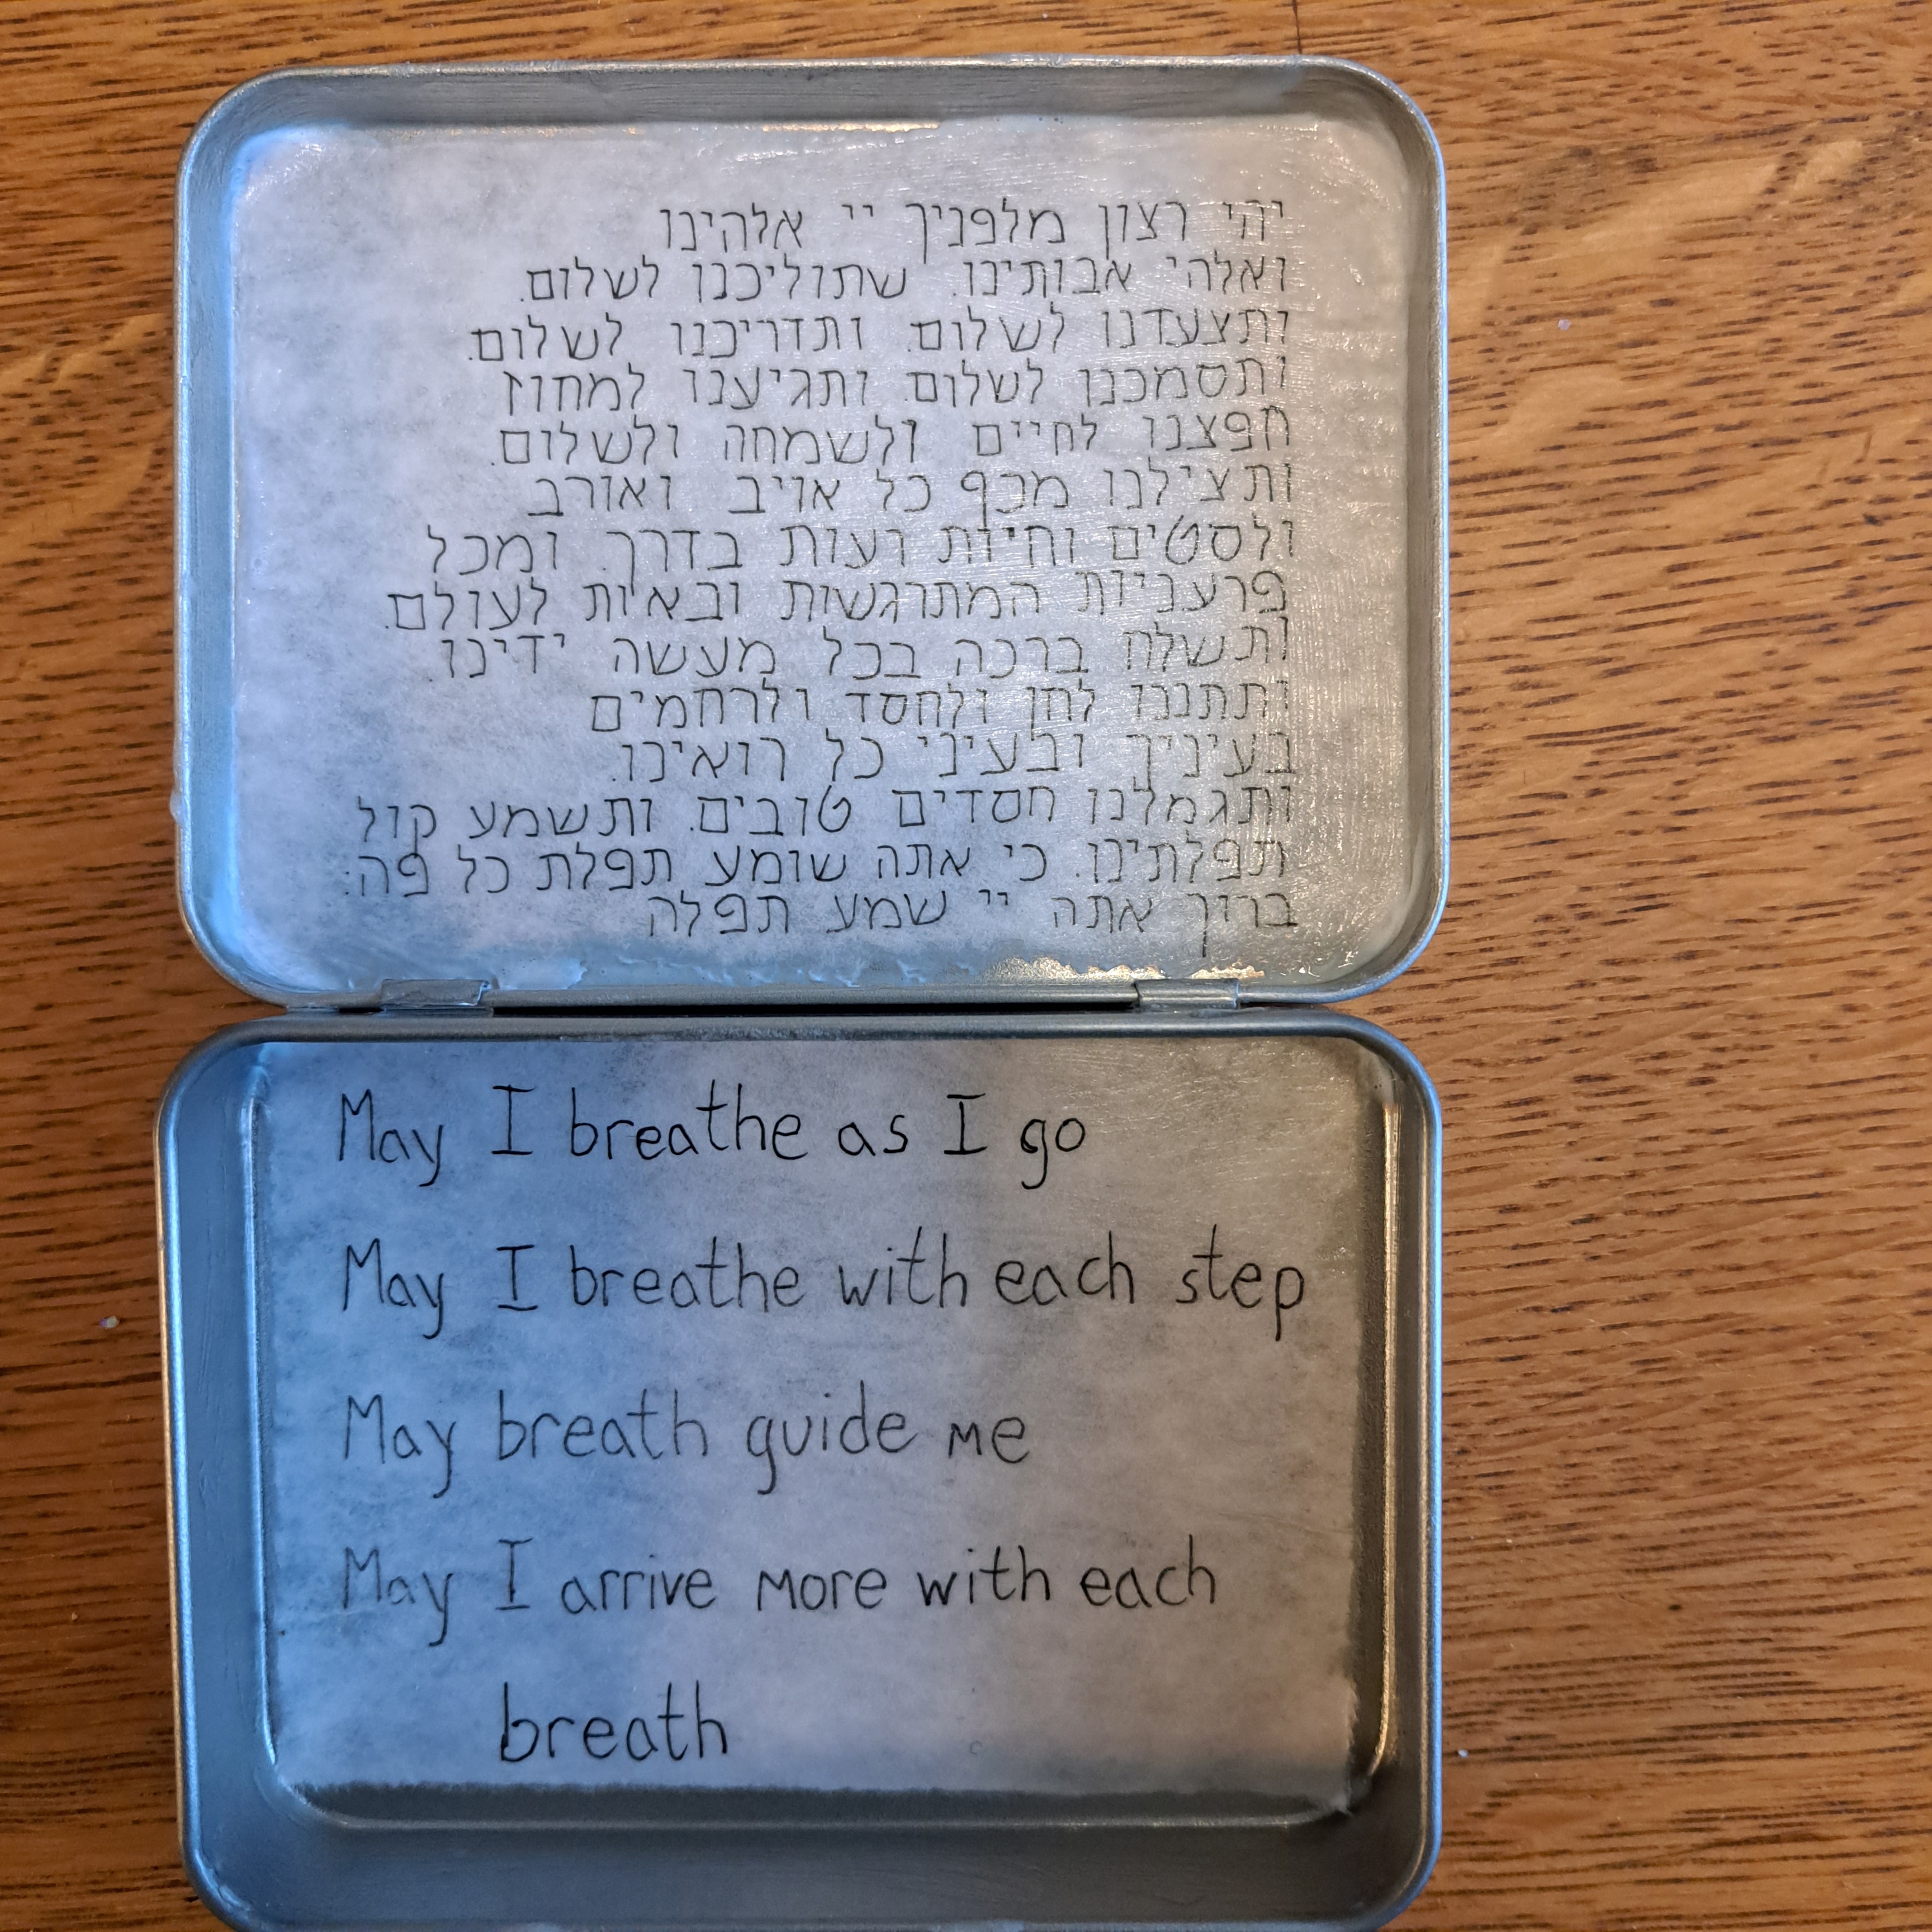 יהי רצון מלפניך יי אלהינו
ואלהי אבותינו. שתוליכנו לשלום.
ותצעדנו לשלום. ותדריכנו לשלום.
ותסמכנו לשלום. ותגיענו למחוז
חפצנו לחיים ולשמחה ולשלום.
ותצילנו מכף כל אויב ואורב
ולסטים וחיות רעות בדרך. ומכל
פרעניות המתרגשות ובאות לעולם.
ותשלח ברכה בכל מעשה ידינו.
ותתננו לחן ולחסד ולרחמים
בעיניך ובעיני כל רואינו.
ותגמלנו חסדים טובים. ותשמע קול
תפלתינו. כי אתה שומע תפלת כל פה:
ברוך אתה יי שמע תפלה
May I breathe as I go
May I breathe with each step
May breath guide me
May I arrive more with each
breath